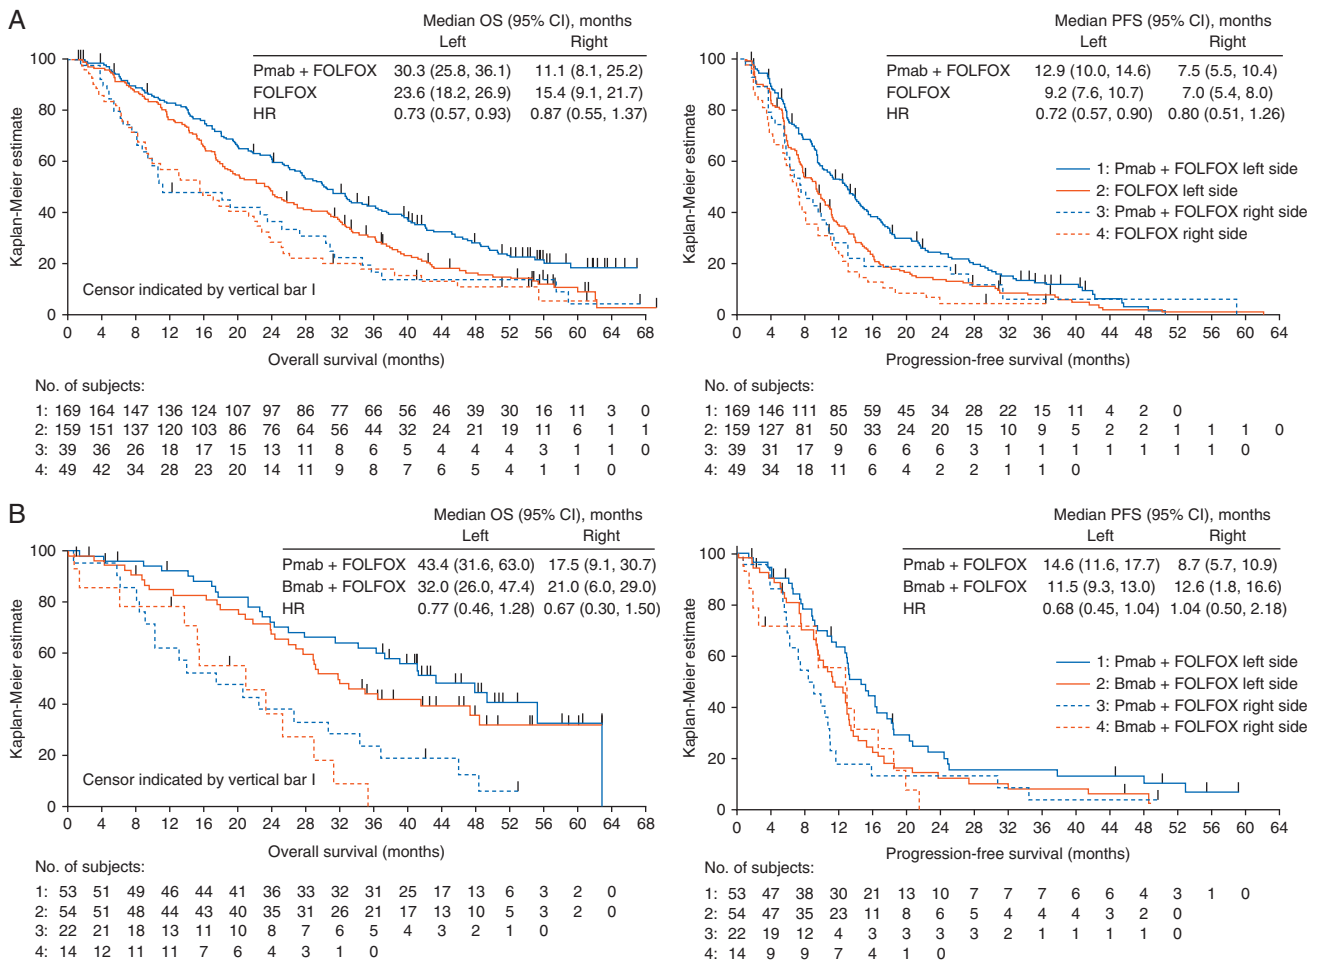 A
Median OS (95% CI), months
Left Right
Pmab + FOLFOX 30.3 (25.8, 36.1) 11.1 (8.1, 25.2)
FOLFOX 23.6 (18.2, 26.9) 15.4 (9.1, 21.7)
HR 0.73 (0.57, 0.93) 0.87 (0.55, 1.37)
Kaplan-Meier estimate
100
80
60
40
20
0
Censor indicated by vertical bar I
0 4 8 12 16 20 24 28 32 36 40 44 48 52 56 60 64 68
Overall survival (months)
No. of subjects:
1: 169 164 147 136 124 107 97 86 77 66 56 46 39 30 16 11 3 0
2: 159 151 137 120 103 86 76 64 56 44 32 24 21 19 11 6 1 1
3: 39 36 26 18 17 15 13 11 8 6 5 4 4 4 3 1 1 0
4: 49 42 34 28 23 20 14 11 9 8 7 6 5 4 1 1 0
Median PFS (95% CI), months
Left Right
Pmab + FOLFOX 12.9 (10.0, 14.6) 7.5 (5.5, 10.4)
FOLFOX 9.2 (7.6, 10.7) 7.0 (5.4, 8.0)
HR 0.72 (0.57, 0.90) 0.80 (0.51, 1.26)
1: Pmab + FOLFOX left side
2: FOLFOX left side
3: Pmab + FOLFOX right side
4: FOLFOX right side
Kaplan-Meier estimate
100
80
60
40
20
0
0 4 8 12 16 20 24 28 32 36 40 44 48 52 56 60 64
Progression-free survival (months)
No. of subjects:
1: 169 146 111 85 59 45 34 28 22 15 11 4 2 0
2: 159 127 81 50 33 24 20 15 10 9 5 2 2 1 1 1 0
3: 39 31 17 9 6 6 6 3 1 1 1 1 1 1 1 0
4: 49 34 18 11 6 4 2 2 1 1 0
B
Median OS (95% CI), months
Left Right
Pmab + FOLFOX 43.4 (31.6, 63.0) 17.5 (9.1, 30.7)
Bmab + FOLFOX 32.0 (26.0, 47.4) 21.0 (6.0, 29.0)
HR 0.77 (0.46, 1.28) 0.67 (0.30, 1.50)
Kaplan-Meier estimate
100
80
60
40
20
0
Censor indicated by vertical bar I
0 4 8 12 16 20 24 28 32 36 40 44 48 52 56 60 64 68
Overall survival (months)
No. of subjects:
1: 53 51 49 46 44 41 36 33 32 31 25 17 13 6 3 2 0
2: 54 51 48 44 43 40 35 31 26 21 17 13 10 5 3 2 0
3: 22 21 18 13 11 10 8 7 6 5 4 3 2 1 0
4: 14 12 11 11 7 6 4 3 1 0
Median PFS (95% CI), months
Left Right
Pmab + FOLFOX 14.6 (11.6, 17.7) 8.7 (5.7, 10.9)
Bmab + FOLFOX 11.5 (9.3, 13.0) 12.6 (1.8, 16.6)
HR 0.68 (0.45, 1.04) 1.04 (0.50, 2.18)
1: Pmab + FOLFOX left side
2: Bmab + FOLFOX left side
3: Pmab + FOLFOX right side
4: Bmab + FOLFOX right side
Kaplan-Meier estimate
100
80
60
40
20
0
0 4 8 12 16 20 24 28 32 36 40 44 48 52 56 60 64
Progression-free survival (months)
No. of subjects:
1: 53 47 38 30 21 13 10 7 7 7 6 6 4 3 1 0
2: 54 47 35 23 11 8 6 5 4 4 4 3 2 0
3: 22 19 12 4 3 3 3 3 2 1 1 1 1 0
4: 14 9 9 7 4 1 0